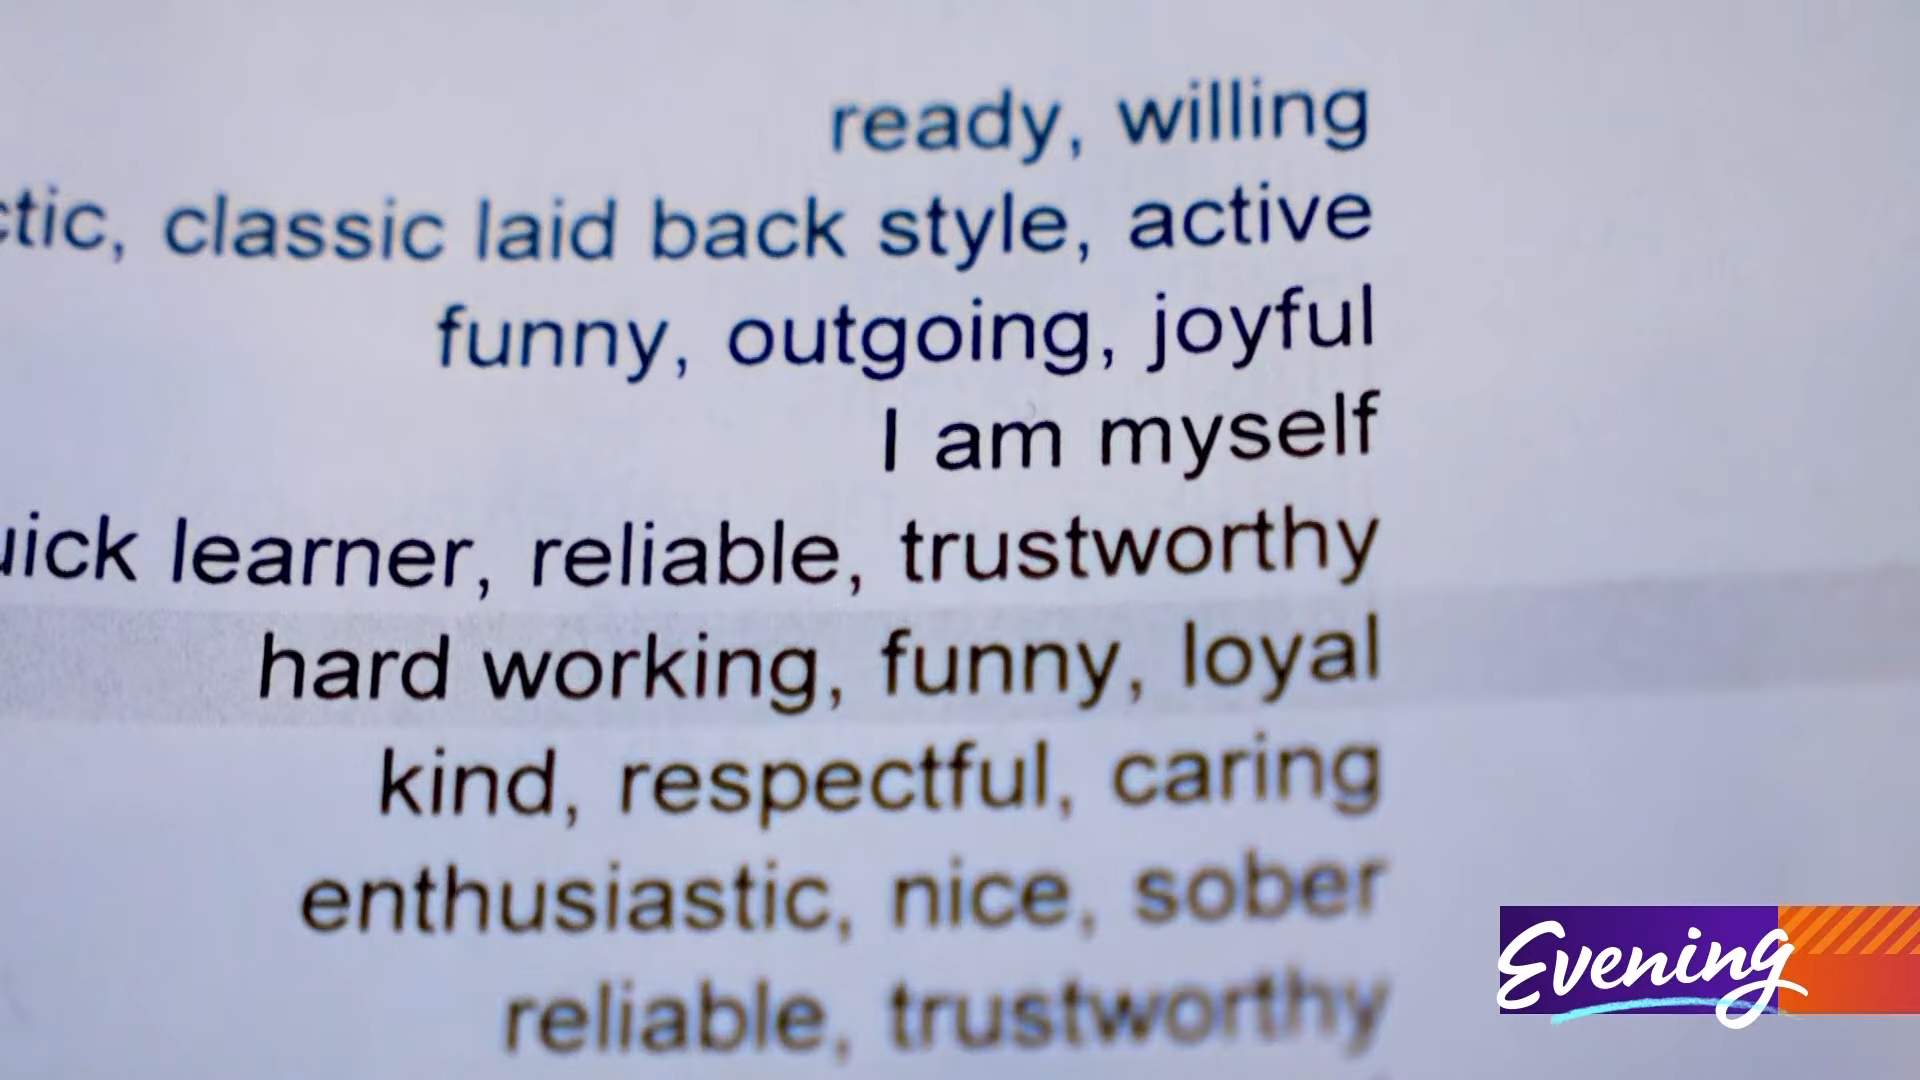 ready, willing
classic laid back style, active
funny, outgoing, joyful
I am myself
learner, reliable, trustworthy
hard working, funny, loyal
kind, respectful, caring
enthusiastic, nice, sober
reliable, trustworthy
Evening